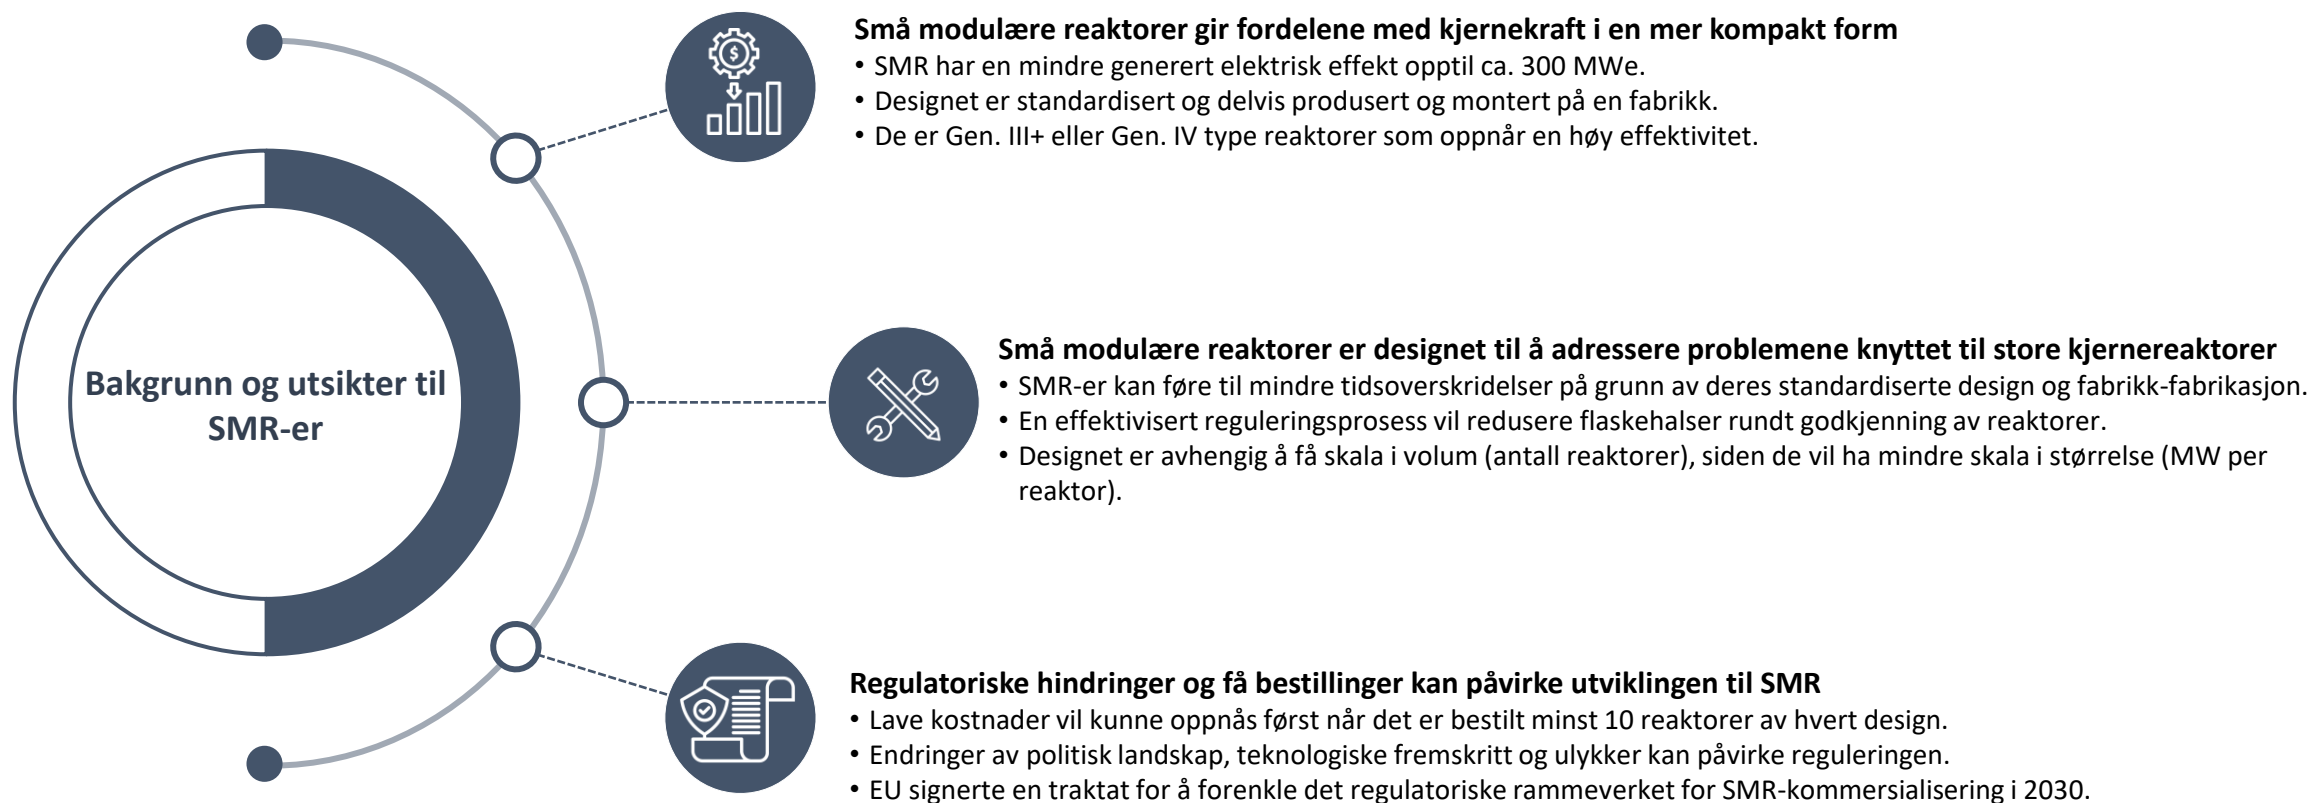 Små modulære reaktorer gir fordelene med kjernekraft i en mer kompakt form
• SMR har en mindre generert elektrisk effekt opptil ca. 300 MWe.
• Designet er standardisert og delvis produsert og montert på en fabrikk.
• De er Gen. III+ eller Gen. IV type reaktorer som oppnår en høy effektivitet.
Bakgrunn og utsikter til
SMR-er
Små modulære reaktorer er designet til å adressere problemene knyttet til store kjernereaktorer
• SMR-er kan føre til mindre tidsoverskridelser på grunn av deres standardiserte design og fabrikk-fabrikasjon.
• En effektivisert reguleringsprosess vil redusere flaskehalser rundt godkjenning av reaktorer.
• Designet er avhengig å få skala i volum (antall reaktorer), siden de vil ha mindre skala i størrelse (MW per
reaktor).
Regulatoriske hindringer og få bestillinger kan påvirke utviklingen til SMR
• Lave kostnader vil kunne oppnås først når det er bestilt minst 10 reaktorer av hvert design.
• Endringer av politisk landskap, teknologiske fremskritt og ulykker kan påvirke reguleringen.
• EU signerte en traktat for å forenkle det regulatoriske rammeverket for SMR-kommersialisering i 2030.